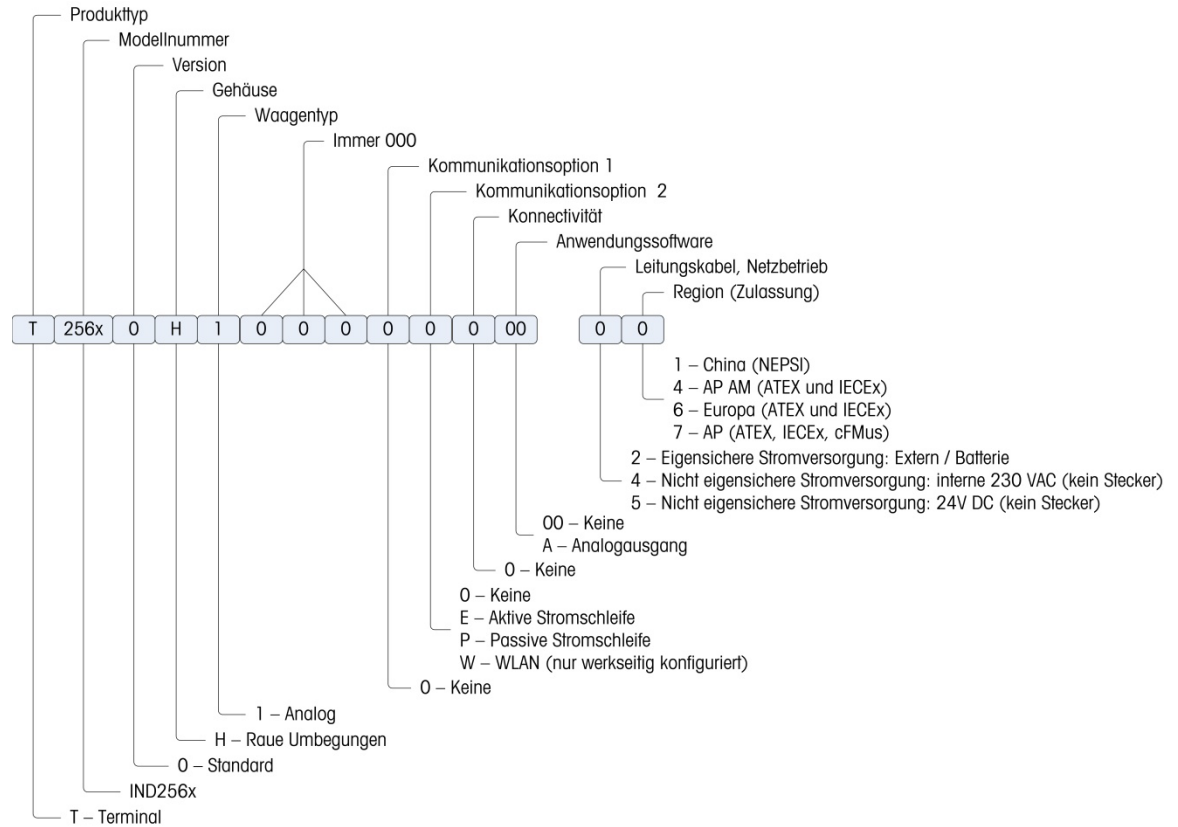 Produkttyp
Modellnummer
Version
Gehäuse
Waagentyp
Immer 000
Kommunikationsoption 1
Kommunikationsoption 2
Konnectivität
Anwendungssoftware
Leitungskabel, Netzbetrieb
Region (Zulassung)
T 256x 0 H 1 0 0 0 0 0 0 00 0 0
1 – China (NEPSI)
4 – AP AM (ATEX und IECEx)
6 – Europa (ATEX und IECEx)
7 – AP (ATEX, IECEx, cFMus)
2 – Eigensichere Stromversorgung: Extern / Batterie
4 – Nicht eigensichere Stromversorgung: interne 230 VAC (kein Stecker)
5 – Nicht eigensichere Stromversorgung: 24V DC (kein Stecker)
00 – Keine
A – Analogausgang
0 – Keine
0 – Keine
E – Aktive Stromschleife
P – Passive Stromschleife
W – WLAN (nur werkseitig konfiguriert)
0 – Keine
1 – Analog
H – Raue Umbegungen
0 – Standard
IND256x
T – Terminal